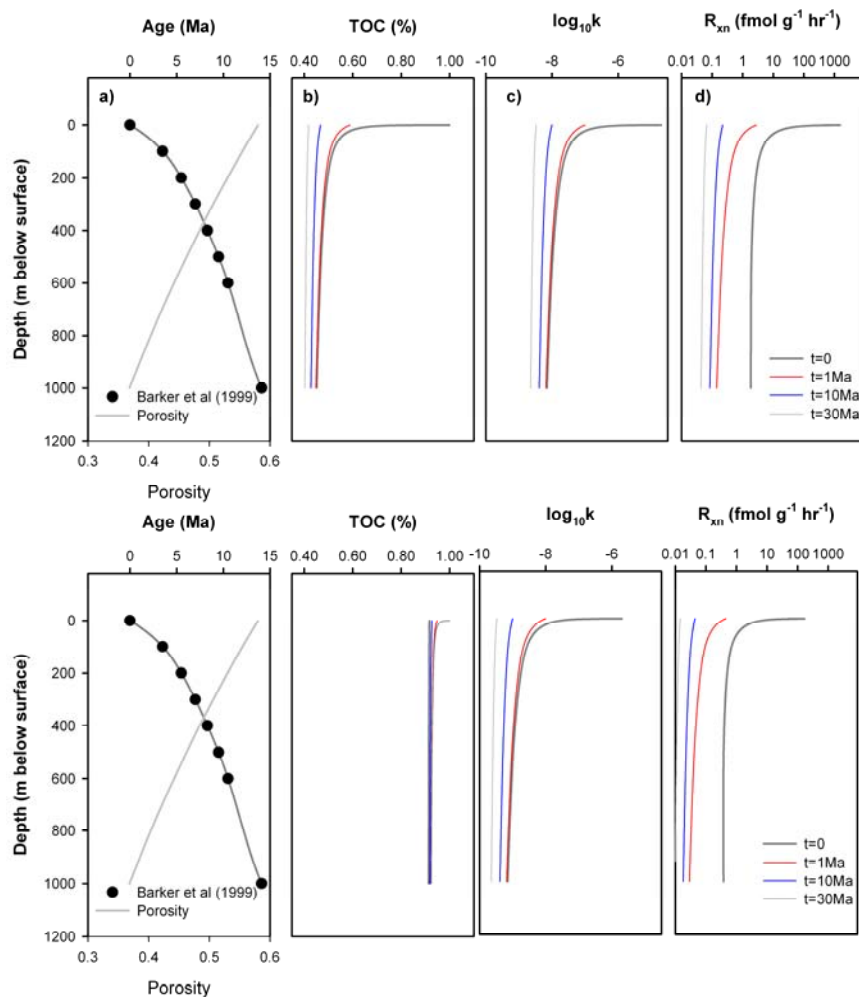 Age (Ma) TOC (%) log10k Rxn (fmol g-1 hr-1)
0 5 10 15 0.40 0.60 0.80 1.00 -10 -8 -6 0.01 0.1 1 10 100 1000
a) b) c) d)
0
200
400
600
800
1000
1200
Depth (m below surface)
Barker et al (1999)
Porosity
t=0
t=1Ma
t=10Ma
t=30Ma
0.3 0.4 0.5 0.6
Porosity
Age (Ma) TOC (%) log10k Rxn (fmol g-1 hr-1)
0 5 10 15 0.40 0.60 0.80 1.00 -10 -8 -6 0.01 0.1 1 10 100 1000
0
200
400
600
800
1000
1200
Depth (m below surface)
Barker et al (1999)
Porosity
t=0
t=1Ma
t=10Ma
t=30Ma
0.3 0.4 0.5 0.6
Porosity